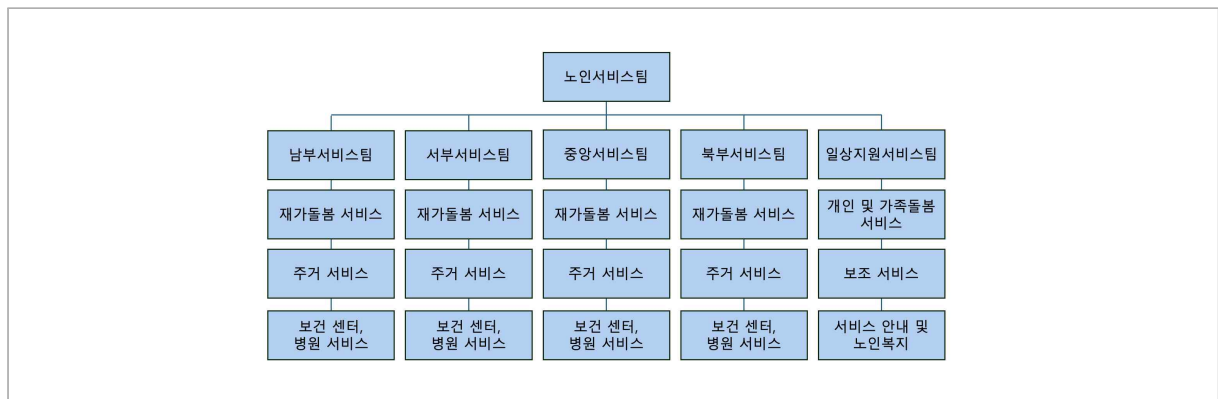 노인서비스팀
남부서비스팀
서부서비스팀
중앙서비스팀
북부서비스팀
일상지원서비스팀
재가돌봄 서비스
재가돌봄 서비스
재가돌봄 서비스
재가돌봄 서비스
개인 및 가족돌봄
서비스
주거 서비스
주거 서비스
주거 서비스
주거 서비스
보조 서비스
보건 센터,
병원 서비스
보건 센터,
병원 서비스
보건 센터,
병원 서비스
보건 센터,
병원 서비스
서비스 안내 및
노인복지